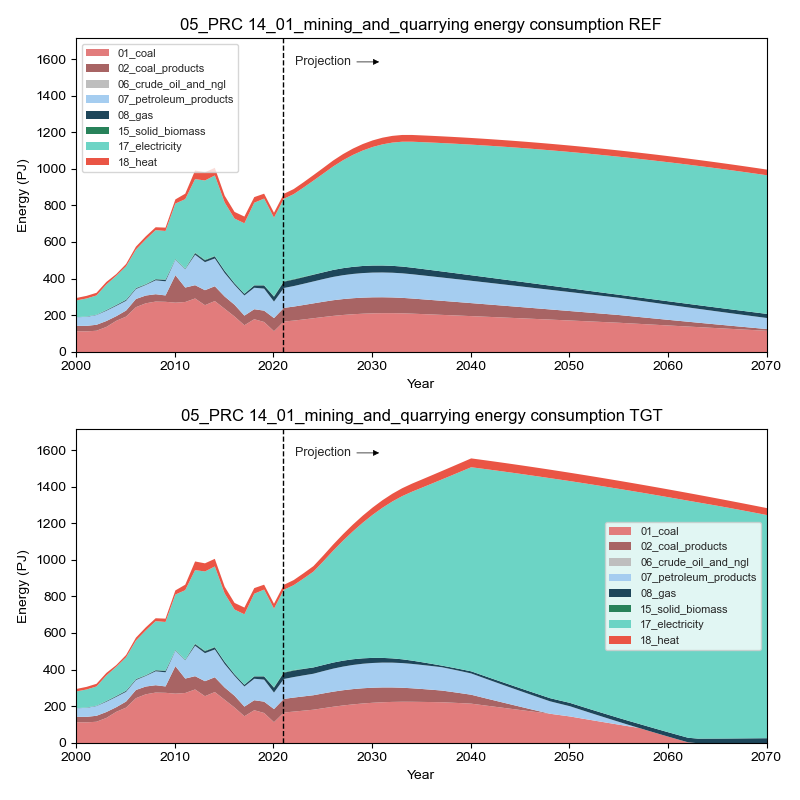 05_PRC 14_01_mining_and_quarrying energy consumption REF
1600
1400
1200
1000
800
600
400
200
0
Energy (PJ)
01_coal
02_coal_products
06_crude_oil_and_ngl
07_petroleum_products
08_gas
15_solid_biomass
17_electricity
18_heat
Projection
2000 2010 2020 2030 2040 2050 2060 2070
Year
05_PRC 14_01_mining_and_quarrying energy consumption TGT
1600
1400
1200
1000
800
600
400
200
0
Energy (PJ)
Projection
01_coal
02_coal_products
06_crude_oil_and_ngl
07_petroleum_products
08_gas
15_solid_biomass
17_electricity
18_heat
2000 2010 2020 2030 2040 2050 2060 2070
Year